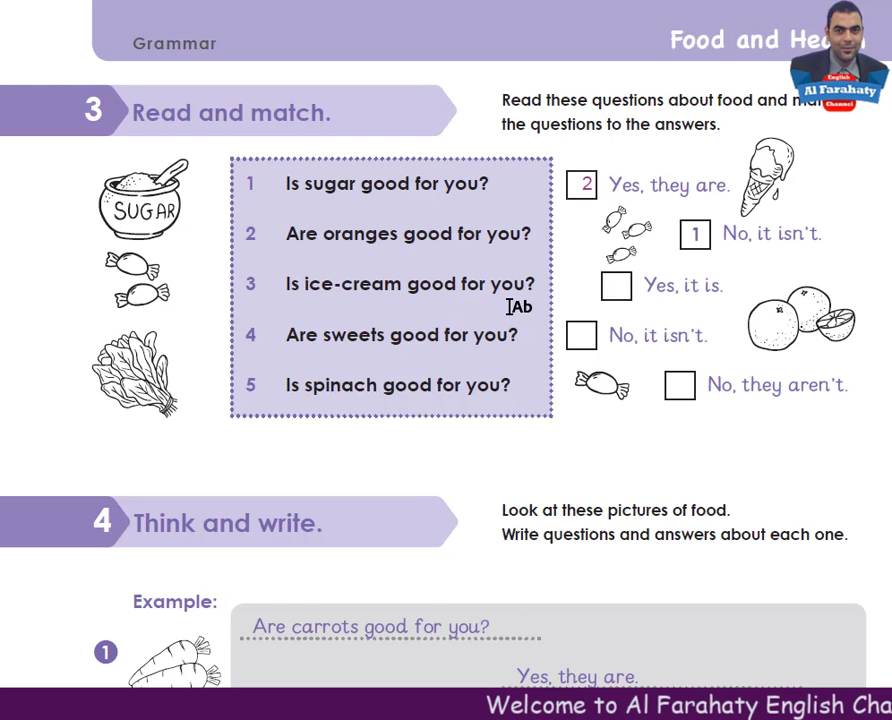 Grammar
Food and He
3 Read and match.
Read these questions about food and
the questions to the answers.
English
Al Farahaty
Channel
SUGAR
1 Is sugar good for you?
2 Are oranges good for you?
3 Is ice-cream good for you?
Ab
4 Are sweets good for you?
5 Is spinach good for you?
2 Yes, they are.
1 No, it isn't.
Yes, it is.
No, it isn't.
No, they aren't.
4 Think and write.
Look at these pictures of food.
Write questions and answers about each one.
Example:
1
Are carrots good for you?
Yes, they are.
Welcome to Al Farahaty English Cha